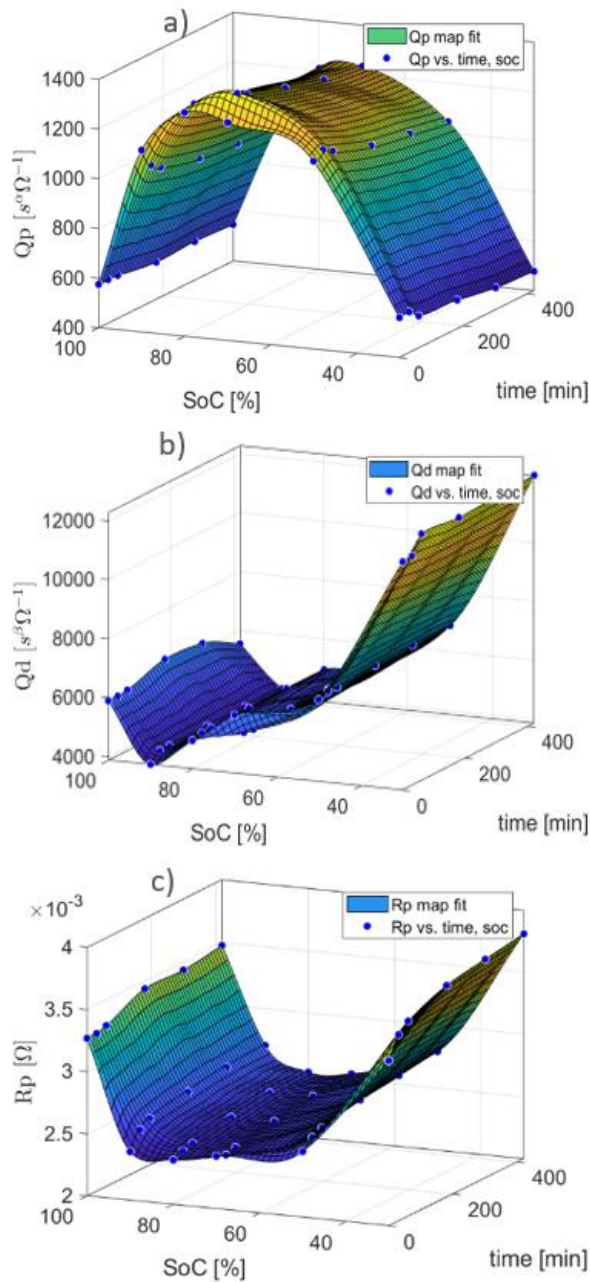 a)
Qp map fit
Qp vs. time, soc
1400
1200
1000
800
600
400
Qp [s^αΩ⁻¹]
100
80
60
40
SoC [%]
0
200
400
time [min]
b)
Qd map fit
Qd vs. time, soc
12000
10000
8000
6000
4000
Qd [s^βΩ⁻¹]
100
80
60
40
SoC [%]
0
200
400
time [min]
c)
×10⁻³
Rp map fit
Rp vs. time, soc
4
3.5
3
2.5
2
Rp [Ω]
100
80
60
40
SoC [%]
0
200
400
time [min]